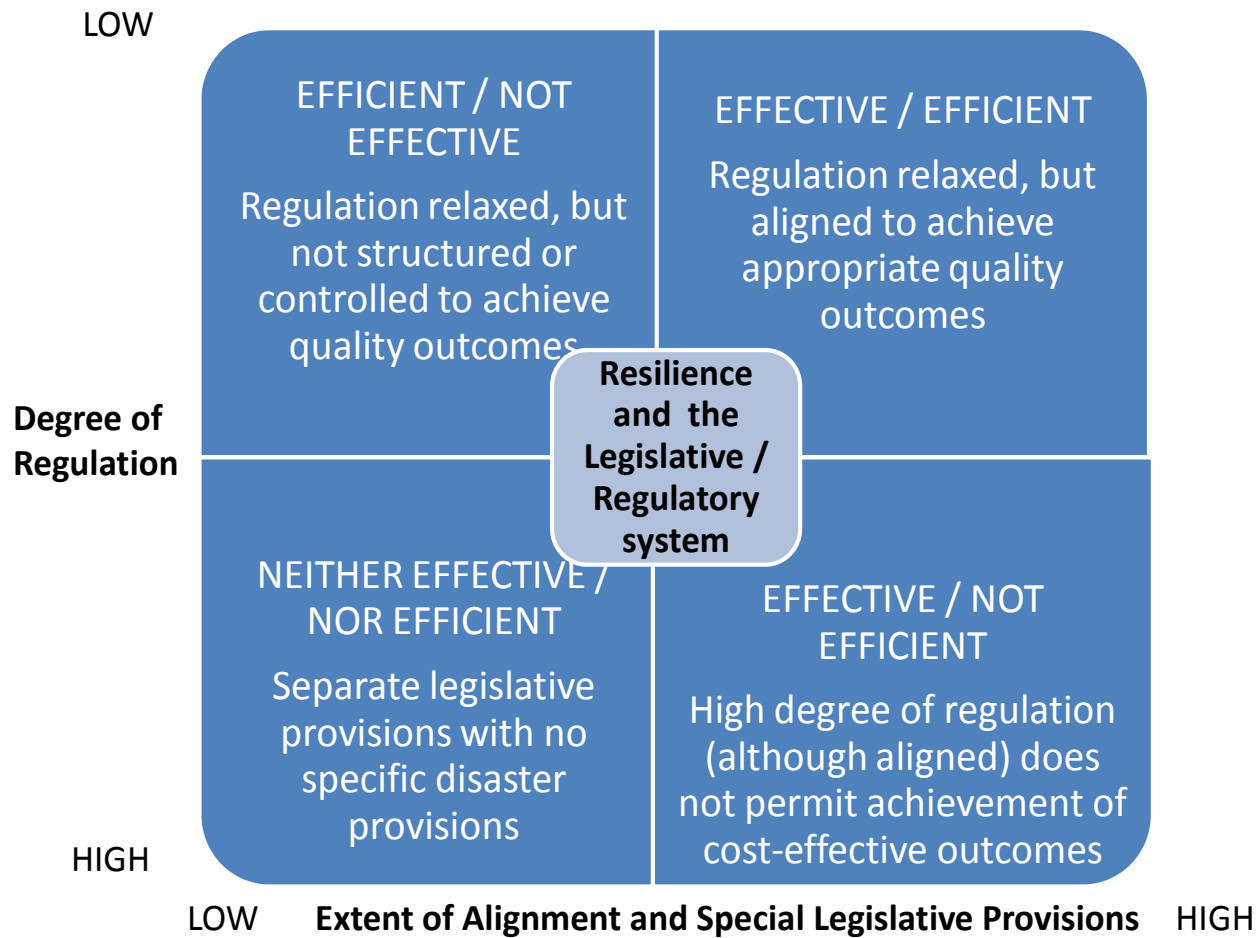 LOW
EFFICIENT / NOT
EFFECTIVE
Regulation relaxed, but
not structured or
controlled to achieve
quality outcomes
EFFECTIVE / EFFICIENT
Regulation relaxed, but
aligned to achieve
appropriate quality
outcomes
Degree of
Regulation
Resilience
and the
Legislative /
Regulatory
system
NEITHER EFFECTIVE /
NOR EFFICIENT
Separate legislative
provisions with no
specific disaster
provisions
EFFECTIVE / NOT
EFFICIENT
High degree of regulation
(although aligned) does
not permit achievement of
cost-effective outcomes
HIGH
LOW Extent of Alignment and Special Legislative Provisions HIGH